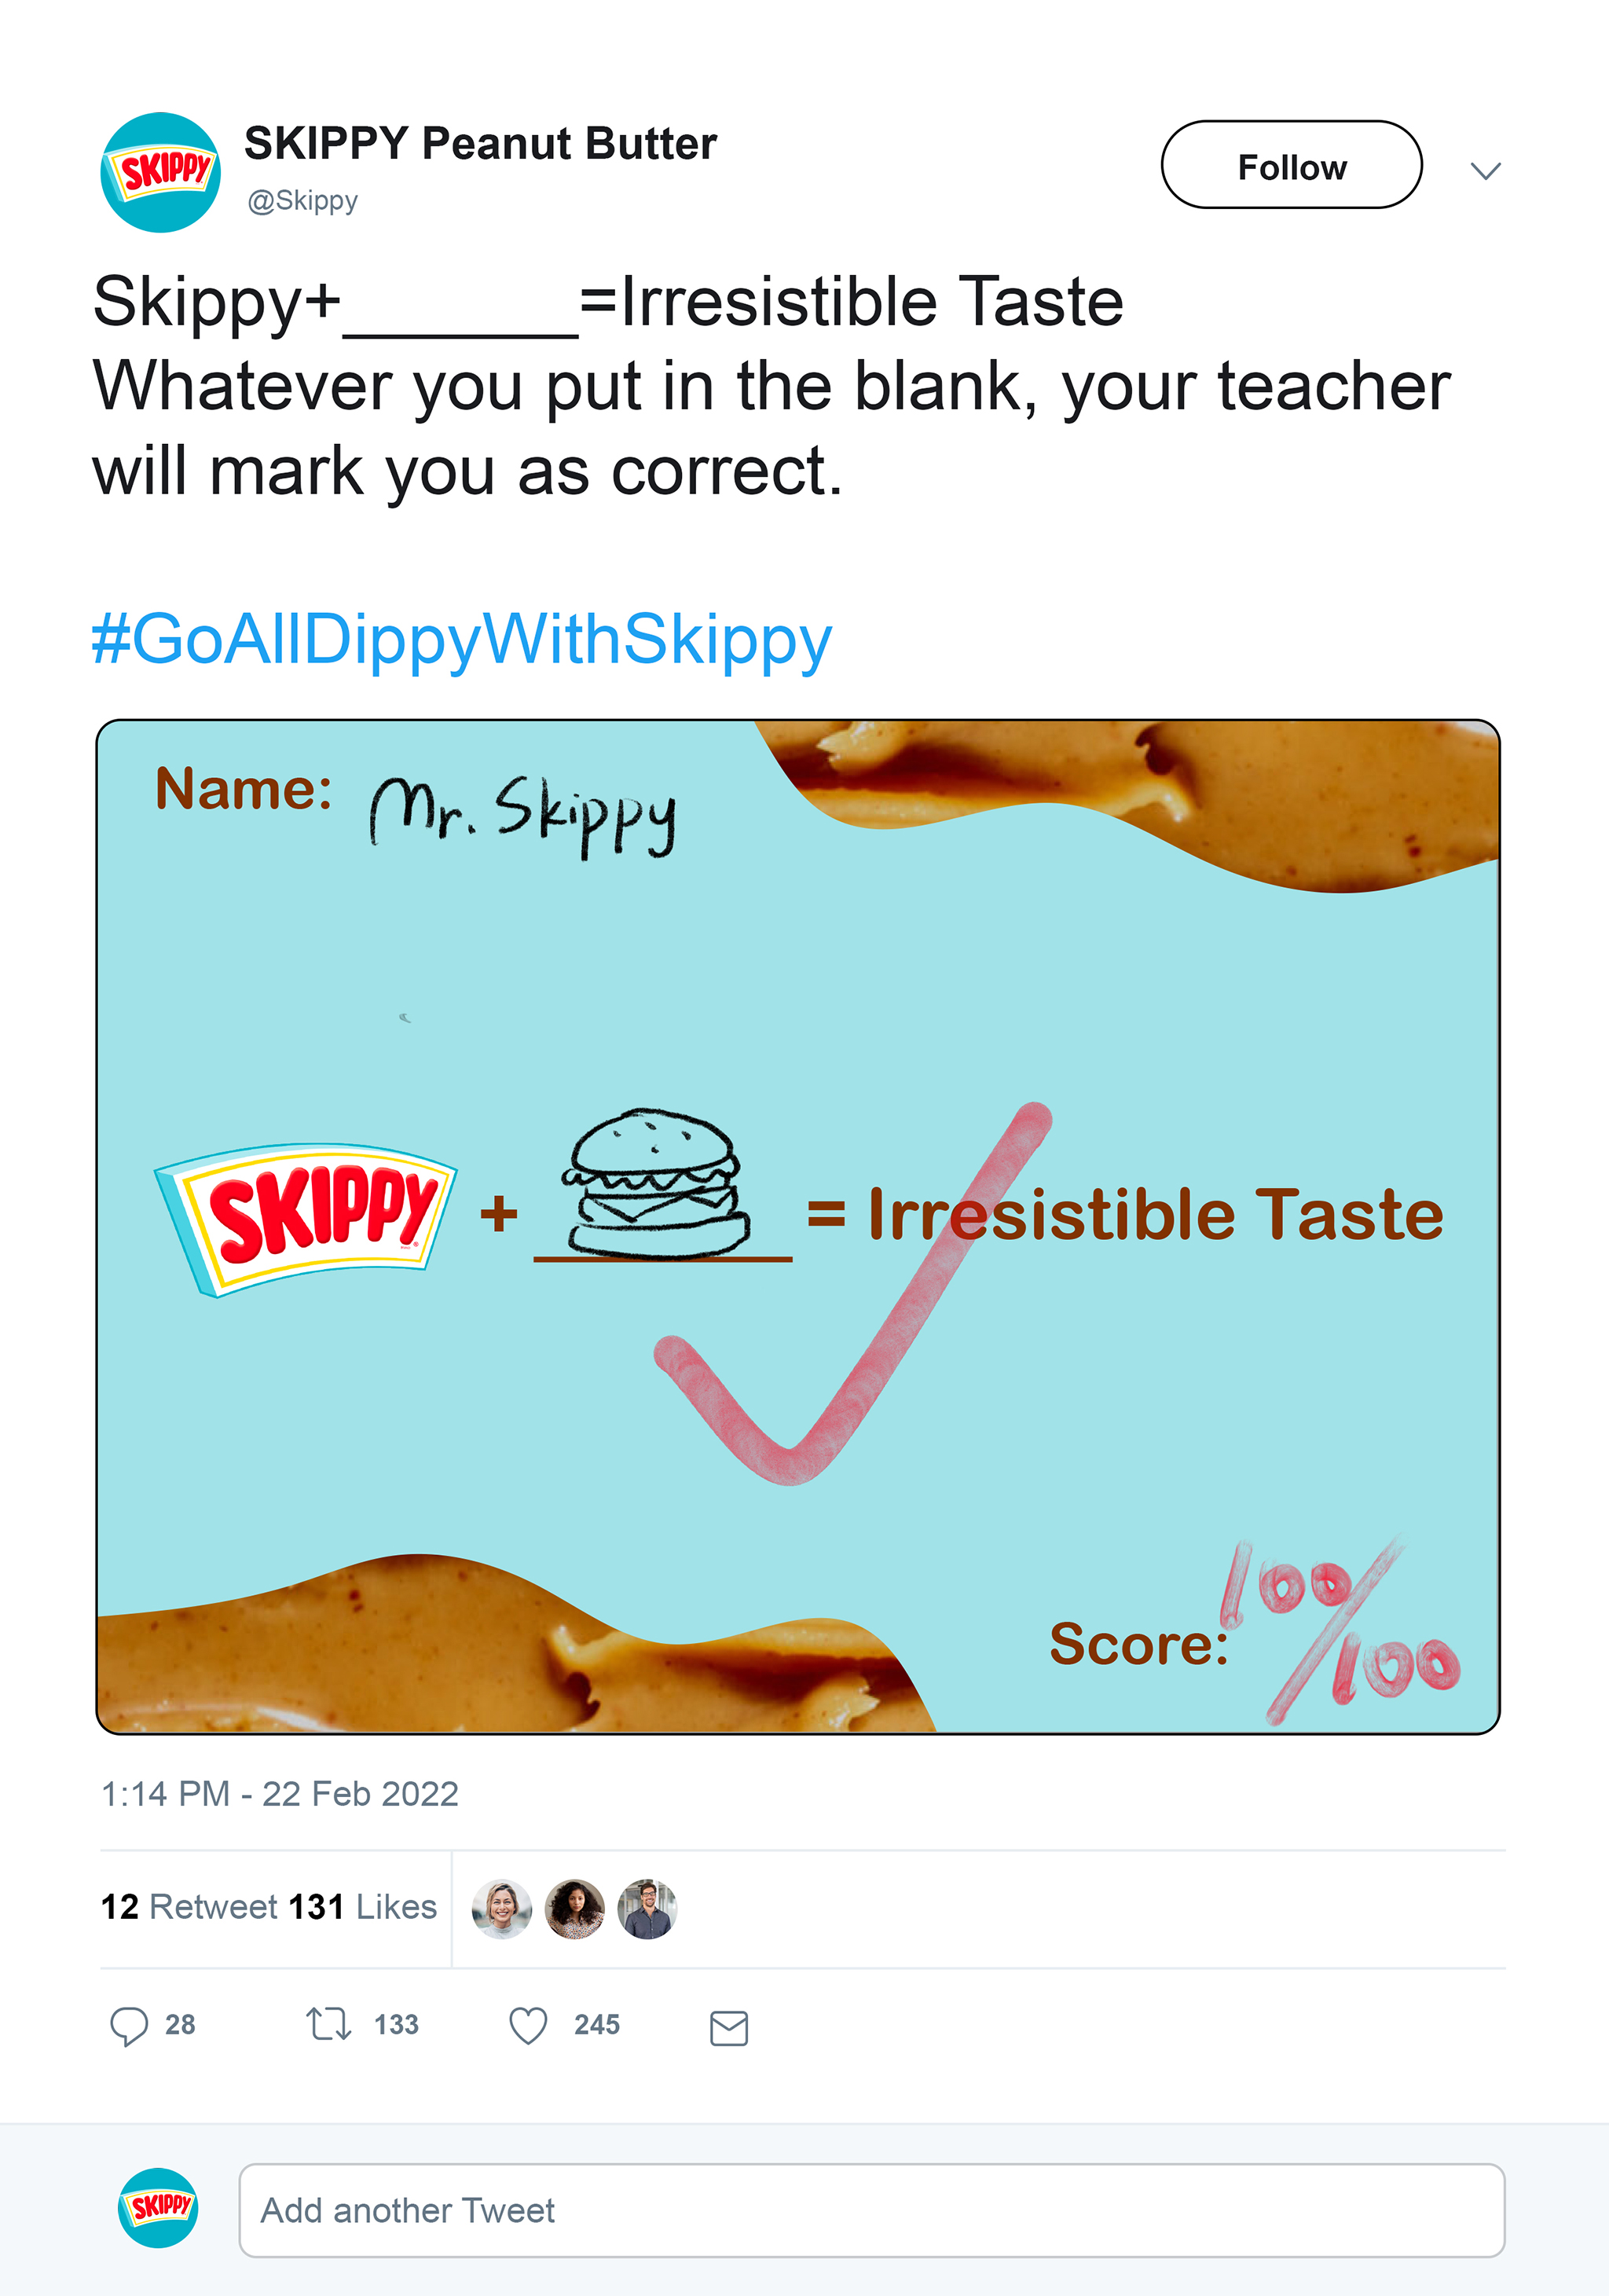 SKIPPY
SKIPPY Peanut Butter
@Skippy
Follow
Skippy+______=Irresistible Taste
Whatever you put in the blank, your teacher
will mark you as correct.
#GoAllDippyWithSkippy
Name: Mr. Skippy
SKIPPY + ______ = Irresistible Taste
Score: 100/100
1:14 PM - 22 Feb 2022
12 Retweet 131 Likes
28 133 245
SKIPPY
Add another Tweet